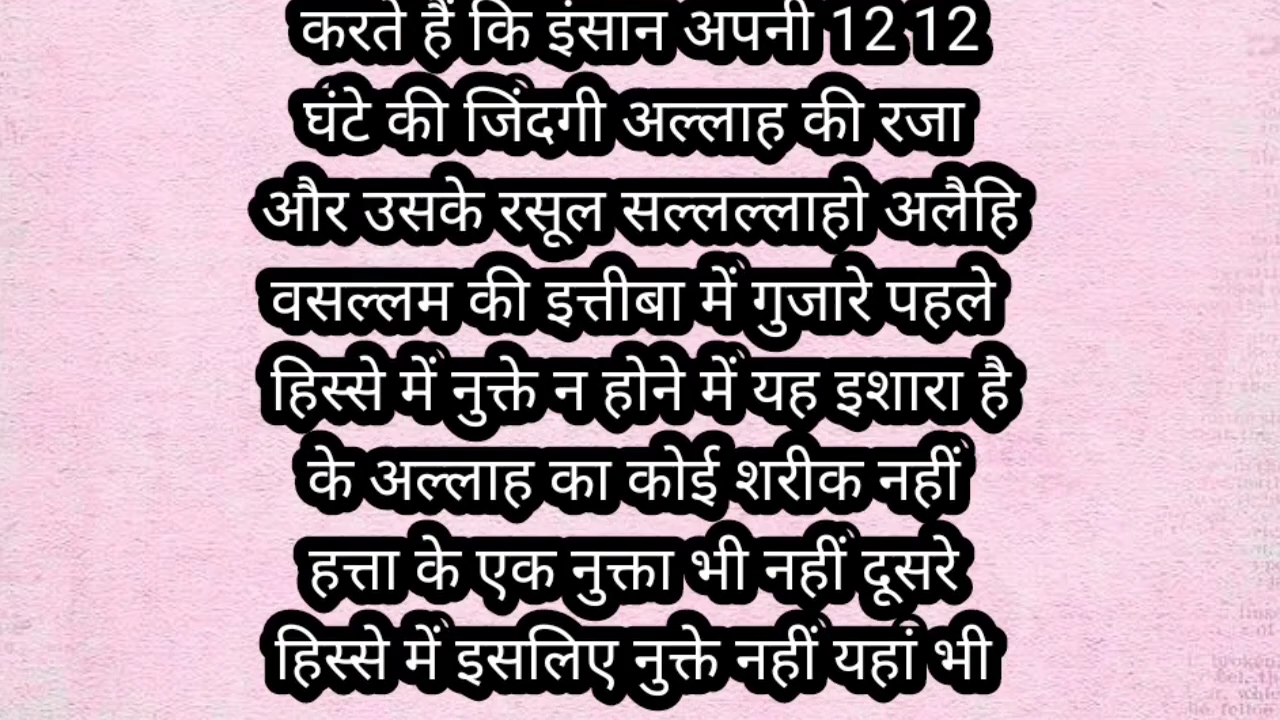 करते हैं कि इंसान अपनी 12 12
घंटे की जिंदगी अल्लाह की रजा
और उसके रसूल सल्लल्लाहो अलैहि
वसल्लम की इत्तीबा में गुजारे पहले
हिस्से में नुक्ते न होने में यह इशारा है
के अल्लाह का कोई शरीक नहीं
हत्ता के एक नुक्ता भी नहीं दूसरे
हिस्से में इसलिए नुक्ते नहीं यहां भी